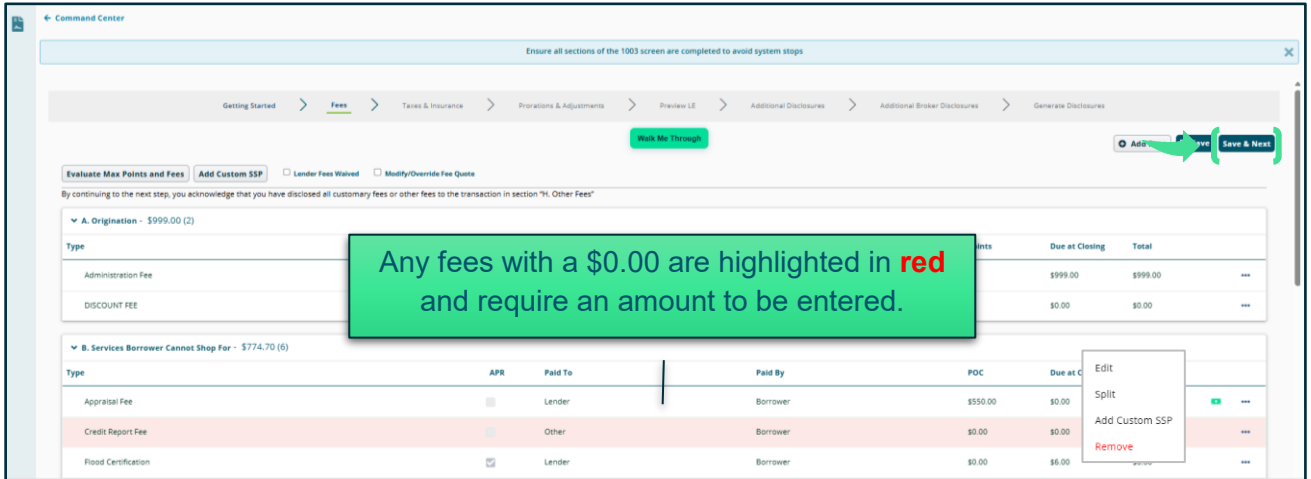 ← Command Center
Ensure all sections of the 1003 screen are completed to avoid system stops
Getting Started > Fees > Taxes & Insurance > Prorations & Adjustments > Preview LE > Additional Disclosures > Additional Broker Disclosures > Generate Disclosures
Walk Me Through
Save & Next
Evaluate Max Points and Fees Add Custom SSP Lender Fees Waived Modify/Override Fee Quote
By continuing to the next step, you acknowledge that you have disclosed all customary fees or other fees to the transaction in section "H. Other Fees"
A. Origination - $999.00 (2)
Type Due at Closing Total
Administration Fee $999.00 $999.00 •••
DISCOUNT FEE $0.00 $0.00 •••
Any fees with a $0.00 are highlighted in red
and require an amount to be entered.
B. Services Borrower Cannot Shop For - $774.70 (6)
Type APR Paid To Paid By POC Due at
Appraisal Fee Lender Borrower $550.00 $0.00 •••
Credit Report Fee Other Borrower $0.00 $0.00 •••
Flood Certification Lender Borrower $0.00 $6.00 •••
Edit
Split
Add Custom SSP
Remove